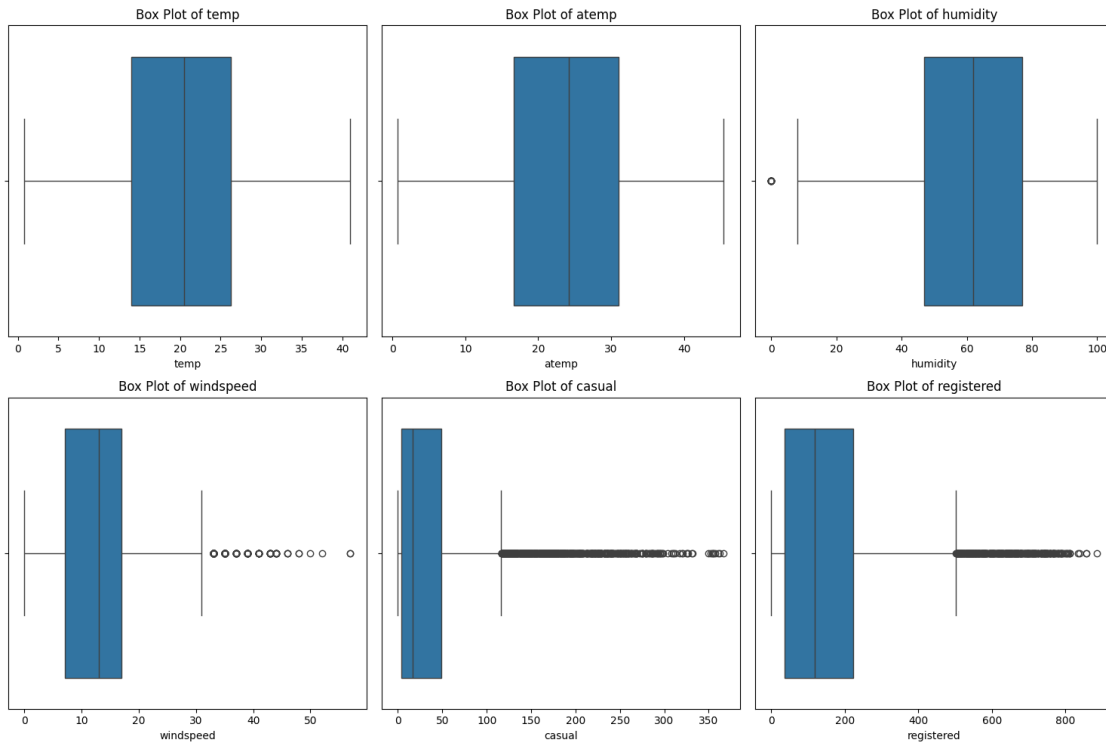 Box Plot of temp
0 5 10 15 20 25 30 35 40
temp
Box Plot of atemp
0 10 20 30 40
atemp
Box Plot of humidity
0 20 40 60 80 100
humidity
Box Plot of windspeed
0 10 20 30 40 50
windspeed
Box Plot of casual
0 50 100 150 200 250 300 350
casual
Box Plot of registered
0 200 400 600 800
registered